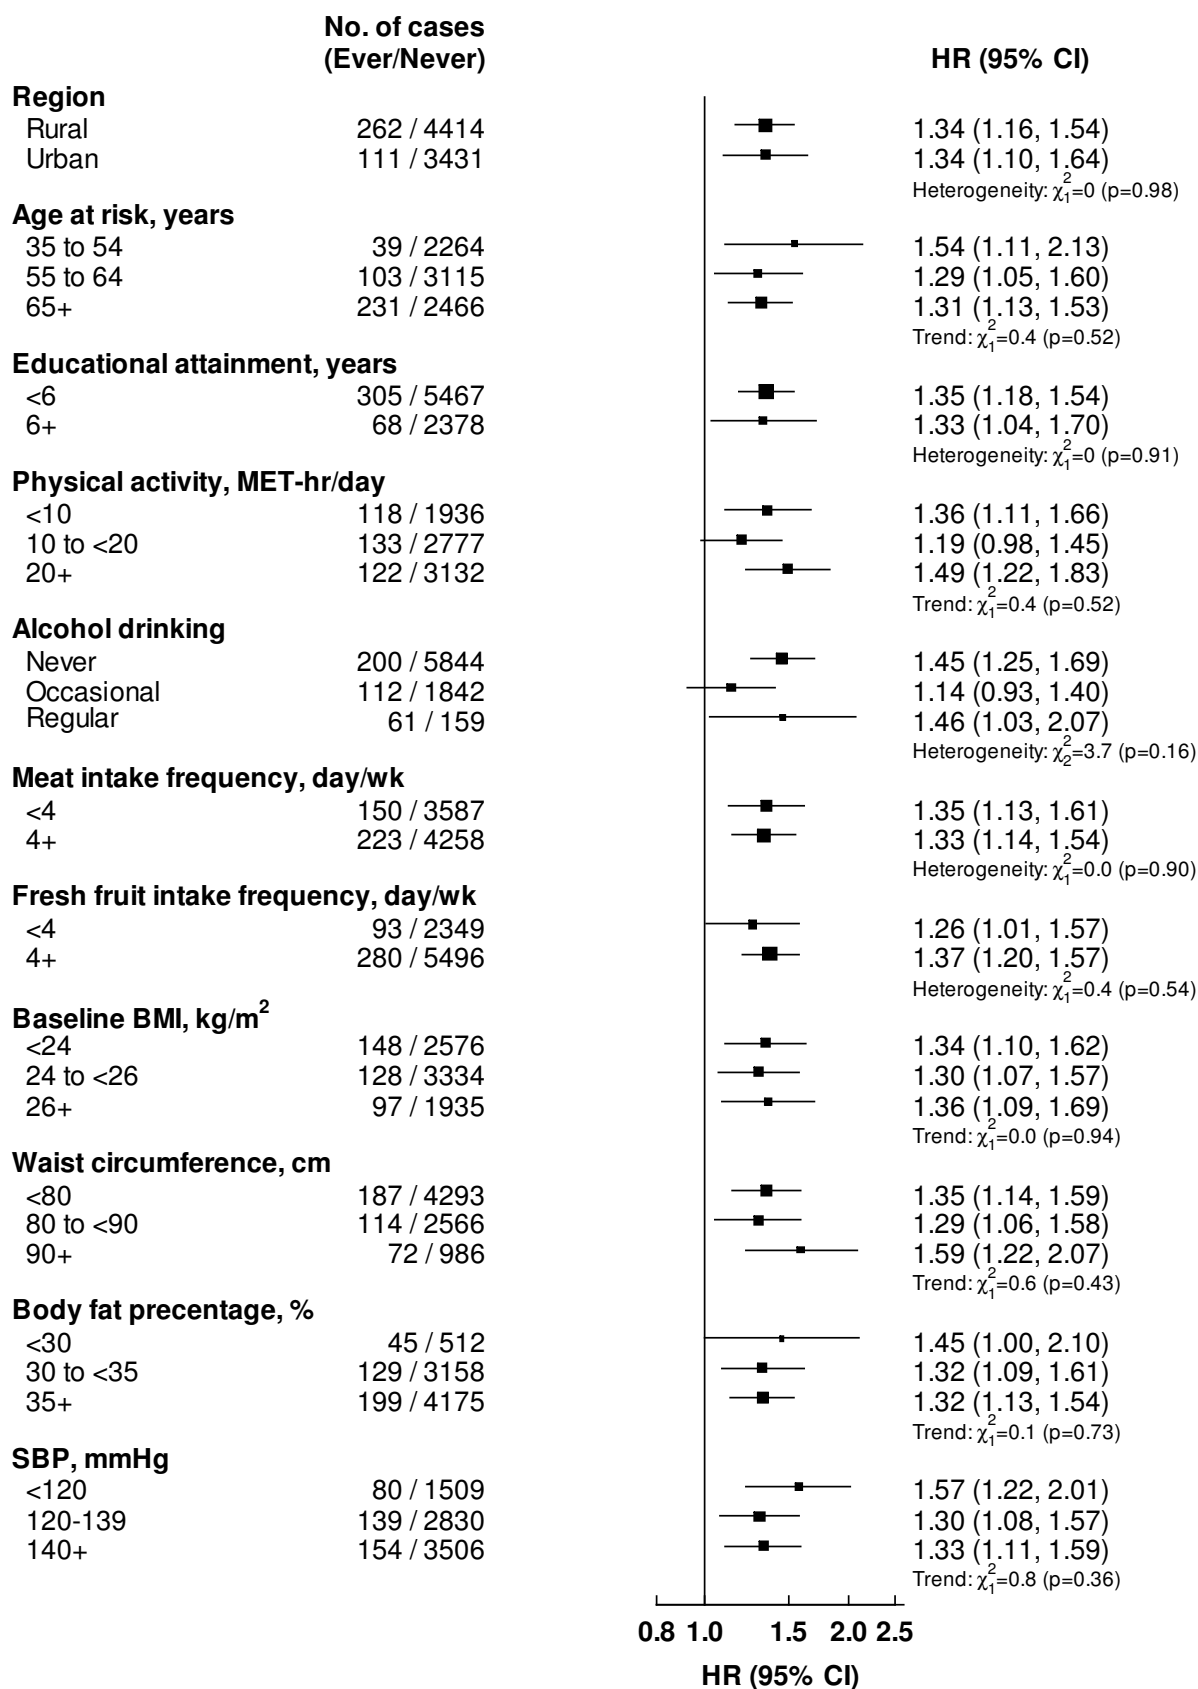 No. of cases
(Ever/Never) HR (95% CI)
Region
Rural 262 / 4414 1.34 (1.16, 1.54)
Urban 111 / 3431 1.34 (1.10, 1.64)
Heterogeneity: χ²₁=0 (p=0.98)
Age at risk, years
35 to 54 39 / 2264 1.54 (1.11, 2.13)
55 to 64 103 / 3115 1.29 (1.05, 1.60)
65+ 231 / 2466 1.31 (1.13, 1.53)
Trend: χ²₁=0.4 (p=0.52)
Educational attainment, years
<6 305 / 5467 1.35 (1.18, 1.54)
6+ 68 / 2378 1.33 (1.04, 1.70)
Heterogeneity: χ²₁=0 (p=0.91)
Physical activity, MET-hr/day
<10 118 / 1936 1.36 (1.11, 1.66)
10 to <20 133 / 2777 1.19 (0.98, 1.45)
20+ 122 / 3132 1.49 (1.22, 1.83)
Trend: χ²₁=0.4 (p=0.52)
Alcohol drinking
Never 200 / 5844 1.45 (1.25, 1.69)
Occasional 112 / 1842 1.14 (0.93, 1.40)
Regular 61 / 159 1.46 (1.03, 2.07)
Heterogeneity: χ²₂=3.7 (p=0.16)
Meat intake frequency, day/wk
<4 150 / 3587 1.35 (1.13, 1.61)
4+ 223 / 4258 1.33 (1.14, 1.54)
Heterogeneity: χ²₁=0.0 (p=0.90)
Fresh fruit intake frequency, day/wk
<4 93 / 2349 1.26 (1.01, 1.57)
4+ 280 / 5496 1.37 (1.20, 1.57)
Heterogeneity: χ²₁=0.4 (p=0.54)
Baseline BMI, kg/m²
<24 148 / 2576 1.34 (1.10, 1.62)
24 to <26 128 / 3334 1.30 (1.07, 1.57)
26+ 97 / 1935 1.36 (1.09, 1.69)
Trend: χ²₁=0.0 (p=0.94)
Waist circumference, cm
<80 187 / 4293 1.35 (1.14, 1.59)
80 to <90 114 / 2566 1.29 (1.06, 1.58)
90+ 72 / 986 1.59 (1.22, 2.07)
Trend: χ²₁=0.6 (p=0.43)
Body fat precentage, %
<30 45 / 512 1.45 (1.00, 2.10)
30 to <35 129 / 3158 1.32 (1.09, 1.61)
35+ 199 / 4175 1.32 (1.13, 1.54)
Trend: χ²₁=0.1 (p=0.73)
SBP, mmHg
<120 80 / 1509 1.57 (1.22, 2.01)
120-139 139 / 2830 1.30 (1.08, 1.57)
140+ 154 / 3506 1.33 (1.11, 1.59)
Trend: χ²₁=0.8 (p=0.36)
0.8 1.0 1.5 2.0 2.5
HR (95% CI)